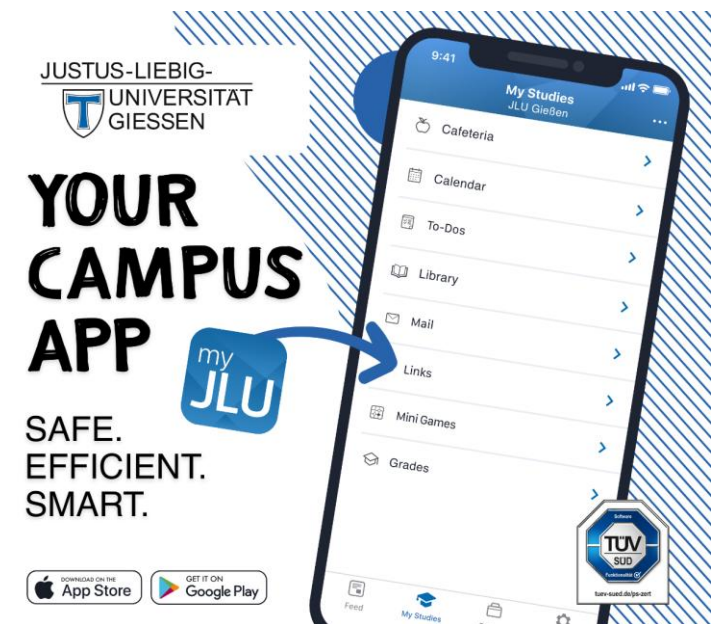 JUSTUS-LIEBIG-
UNIVERSITÄT
GIESSEN
YOUR
CAMPUS
APP
my
JLU
SAFE.
EFFICIENT.
SMART.
Download on the
App Store
GET IT ON
Google Play
9:41
My Studies
JLU Gießen
Cafeteria
Calendar
To-Dos
Library
Mail
Links
Mini Games
Grades
Feed
My Studies
Software
TÜV
SÜD
Funktionalität
tuev-sued.de/ps-zert